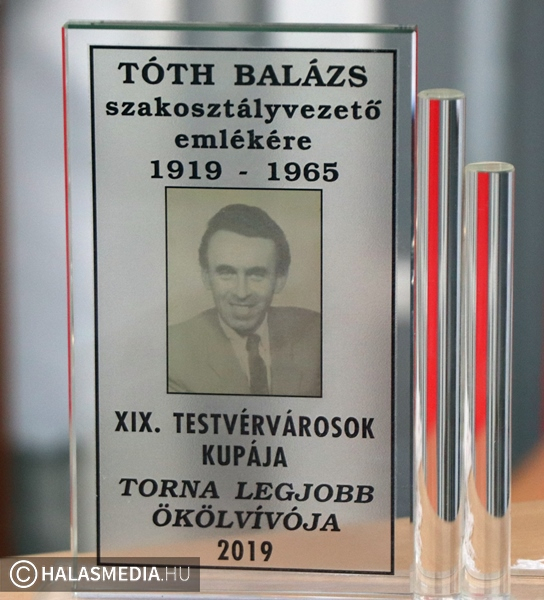 TÓTH BALÁZS
szakosztályvezető
emlékére
1919 - 1965
XIX. TESTVÉRVÁROSOK
KUPÁJA
TORNA LEGJOBB
ÖKÖLVÍVÓJA
2019
© HALASMEDIA.HU